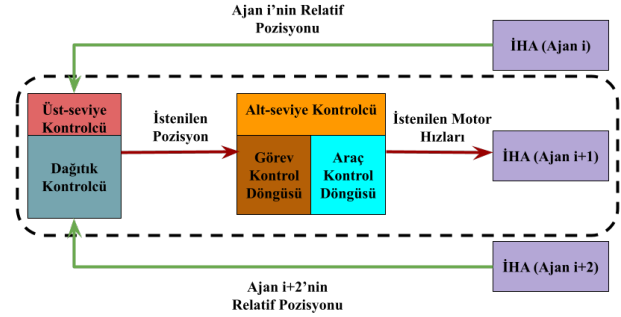 Ajan i’nin Relatif
Pozisyonu
İHA (Ajan i)
Üst-seviye
Kontrolcü
Dağıtık
Kontrolcü
İstenilen
Pozisyon
Alt-seviye Kontrolcü
Görev
Kontrol
Döngüsü
Araç
Kontrol
Döngüsü
İstenilen Motor
Hızları
İHA (Ajan i+1)
İHA (Ajan i+2)
Ajan i+2’nin
Relatif Pozisyonu